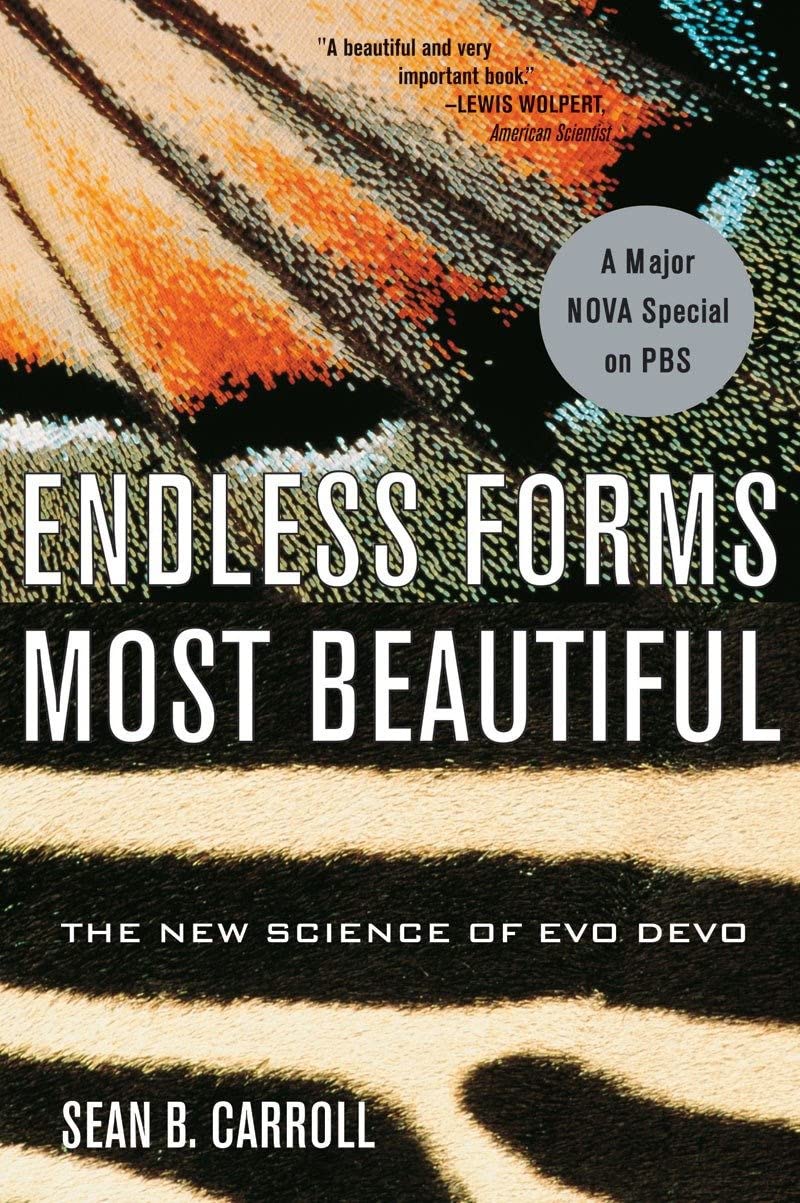 "A beautiful and very
important book."
–LEWIS WOLPERT,
American Scientist
A Major
NOVA Special
on PBS
ENDLESS FORMS
MOST BEAUTIFUL
THE NEW SCIENCE OF EVO DEVO
SEAN B. CARROLL